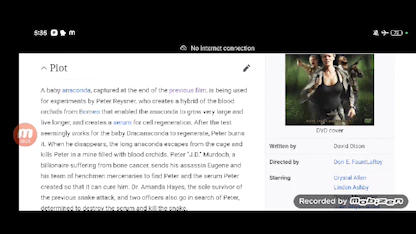 5:35
No internet connection
Plot
A baby anaconda, captured at the end of the previous film, is being
used for experiments by Peter Reysner, who creates a hybrid of the blood
orchids from Borneo that enabled the anaconda to grow very large and
live longer, and creates a serum for cell regeneration. After the test
seemingly works for the baby Dracanaconda to regenerate, Peter burns
it. When he disappears, the long anaconda escapes from the cage and
kills Peter in a mine filled with blood orchids. Peter "J.D." Murdoch, a
billionaire suffering from bone cancer, sends his assassin Eugene and
his team of henchmen mercenaries to find Peter and the serum Peter
created so that it can cure him. Dr. Amanda Hayes, the sole survivor of
the previous snake attack, and two officers also go in search of Peter,
determined to destroy the serum and kill the snake.
DVD cover
Written by David Olson
Directed by Don E. FauntLeRoy
Starring Crystal Allen
Linden Ashby
Recorded by
mobizen